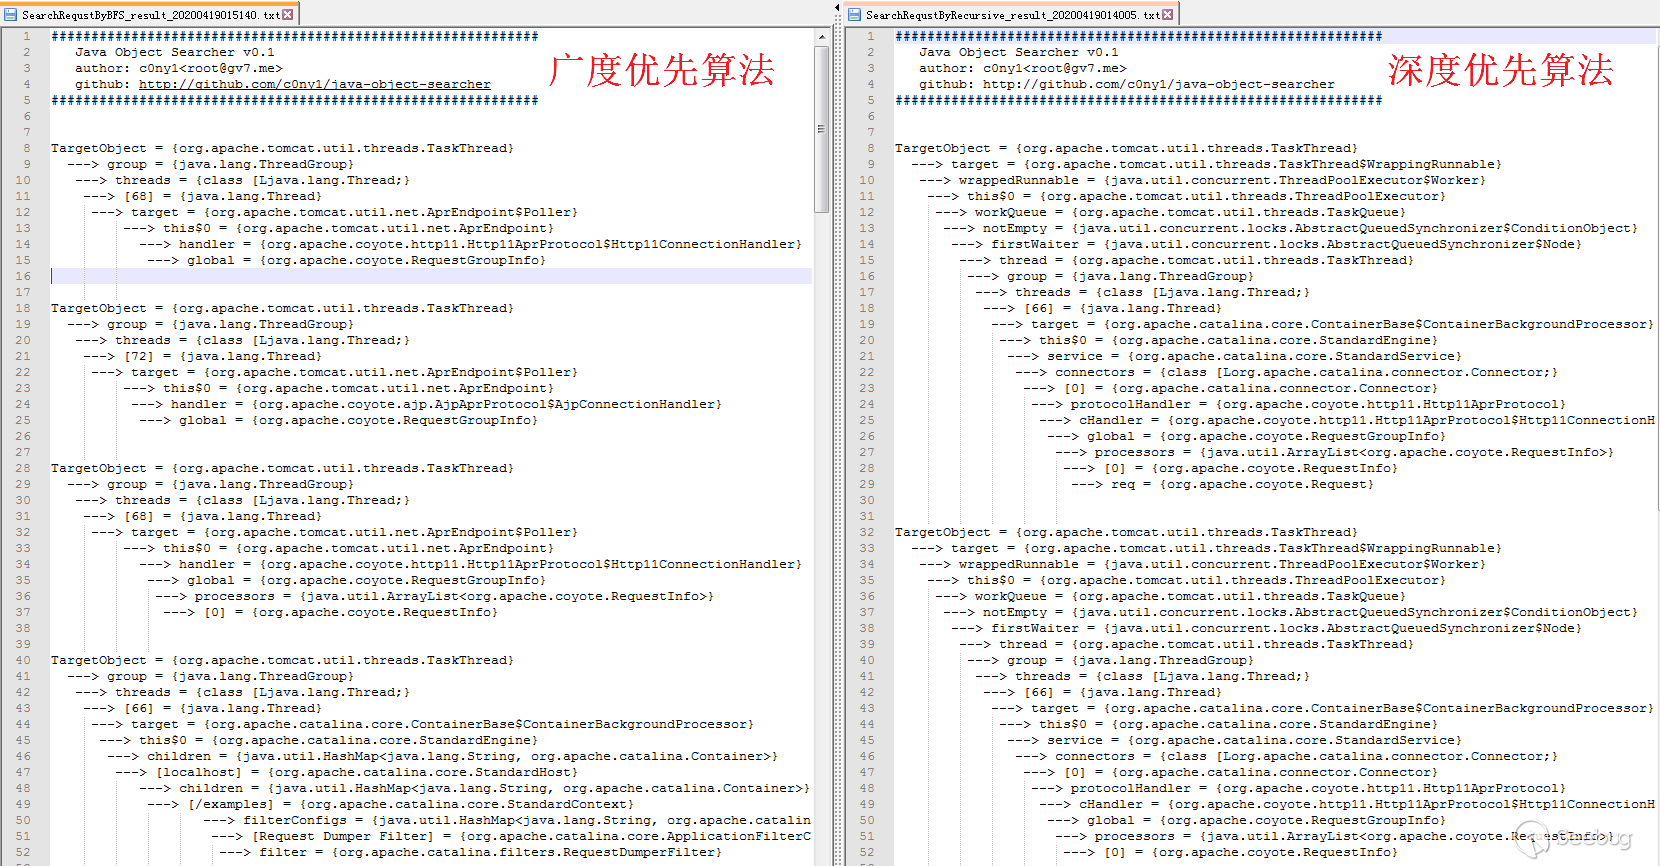 SearchRequstByBFS_result_20200419015140.txt
1 #############################################################
2    Java Object Searcher v0.1
3    author: c0ny1<root@gv7.me>
4    github: http://github.com/c0ny1/java-object-searcher
5 #############################################################
广度优先算法
6
7
8 TargetObject = {org.apache.tomcat.util.threads.TaskThread}
9   ---> group = {java.lang.ThreadGroup}
10    ---> threads = {class [Ljava.lang.Thread;}
11     ---> [68] = {java.lang.Thread}
12      ---> target = {org.apache.tomcat.util.net.AprEndpoint$Poller}
13          ---> this$0 = {org.apache.tomcat.util.net.AprEndpoint}
14            ---> handler = {org.apache.coyote.http11.Http11AprProtocol$Http11ConnectionHandler}
15             ---> global = {org.apache.coyote.RequestGroupInfo}
16
17
18 TargetObject = {org.apache.tomcat.util.threads.TaskThread}
19   ---> group = {java.lang.ThreadGroup}
20    ---> threads = {class [Ljava.lang.Thread;}
21     ---> [72] = {java.lang.Thread}
22      ---> target = {org.apache.tomcat.util.net.AprEndpoint$Poller}
23          ---> this$0 = {org.apache.tomcat.util.net.AprEndpoint}
24           ---> handler = {org.apache.coyote.ajp.AjpAprProtocol$AjpConnectionHandler}
25            ---> global = {org.apache.coyote.RequestGroupInfo}
26
27
28 TargetObject = {org.apache.tomcat.util.threads.TaskThread}
29   ---> group = {java.lang.ThreadGroup}
30    ---> threads = {class [Ljava.lang.Thread;}
31     ---> [68] = {java.lang.Thread}
32      ---> target = {org.apache.tomcat.util.net.AprEndpoint$Poller}
33          ---> this$0 = {org.apache.tomcat.util.net.AprEndpoint}
34            ---> handler = {org.apache.coyote.http11.Http11AprProtocol$Http11ConnectionHandler}
35             ---> global = {org.apache.coyote.RequestGroupInfo}
36              ---> processors = {java.util.ArrayList<org.apache.coyote.RequestInfo>}
37               ---> [0] = {org.apache.coyote.RequestInfo}
38
39
40 TargetObject = {org.apache.tomcat.util.threads.TaskThread}
41   ---> group = {java.lang.ThreadGroup}
42    ---> threads = {class [Ljava.lang.Thread;}
43     ---> [66] = {java.lang.Thread}
44      ---> target = {org.apache.catalina.core.ContainerBase$ContainerBackgroundProcessor}
45       ---> this$0 = {org.apache.catalina.core.StandardEngine}
46        ---> children = {java.util.HashMap<java.lang.String, org.apache.catalina.Container>}
47         ---> [localhost] = {org.apache.catalina.core.StandardHost}
48            ---> children = {java.util.HashMap<java.lang.String, org.apache.catalina.Container>}
49             ---> [/examples] = {org.apache.catalina.core.StandardContext}
50                    ---> filterConfigs = {java.util.HashMap<java.lang.String, org.apache.catalin
51                     ---> [Request Dumper Filter] = {org.apache.catalina.core.ApplicationFilterC
52                      ---> filter = {org.apache.catalina.filters.RequestDumperFilter}
SearchRequstByRecursive_result_20200419014005.txt
1 #############################################################
2    Java Object Searcher v0.1
3    author: c0ny1<root@gv7.me>
4    github: http://github.com/c0ny1/java-object-searcher
5 #############################################################
深度优先算法
6
7
8 TargetObject = {org.apache.tomcat.util.threads.TaskThread}
9   ---> target = {org.apache.tomcat.util.threads.TaskThread$WrappingRunnable}
10    ---> wrappedRunnable = {java.util.concurrent.ThreadPoolExecutor$Worker}
11     ---> this$0 = {org.apache.tomcat.util.threads.ThreadPoolExecutor}
12      ---> workQueue = {org.apache.tomcat.util.threads.TaskQueue}
13       ---> notEmpty = {java.util.concurrent.locks.AbstractQueuedSynchronizer$ConditionObject}
14        ---> firstWaiter = {java.util.concurrent.locks.AbstractQueuedSynchronizer$Node}
15         ---> thread = {org.apache.tomcat.util.threads.TaskThread}
16          ---> group = {java.lang.ThreadGroup}
17           ---> threads = {class [Ljava.lang.Thread;}
18            ---> [66] = {java.lang.Thread}
19             ---> target = {org.apache.catalina.core.ContainerBase$ContainerBackgroundProcessor}
20              ---> this$0 = {org.apache.catalina.core.StandardEngine}
21               ---> service = {org.apache.catalina.core.StandardService}
22                ---> connectors = {class [Lorg.apache.catalina.connector.Connector;}
23                 ---> [0] = {org.apache.catalina.connector.Connector}
24                  ---> protocolHandler = {org.apache.coyote.http11.Http11AprProtocol}
25                   ---> cHandler = {org.apache.coyote.http11.Http11AprProtocol$Http11ConnectionH
26                    ---> global = {org.apache.coyote.RequestGroupInfo}
27                     ---> processors = {java.util.ArrayList<org.apache.coyote.RequestInfo>}
28                      ---> [0] = {org.apache.coyote.RequestInfo}
29                       ---> req = {org.apache.coyote.Request}
30
31
32 TargetObject = {org.apache.tomcat.util.threads.TaskThread}
33   ---> target = {org.apache.tomcat.util.threads.TaskThread$WrappingRunnable}
34    ---> wrappedRunnable = {java.util.concurrent.ThreadPoolExecutor$Worker}
35     ---> this$0 = {org.apache.tomcat.util.threads.ThreadPoolExecutor}
36      ---> workQueue = {org.apache.tomcat.util.threads.TaskQueue}
37       ---> notEmpty = {java.util.concurrent.locks.AbstractQueuedSynchronizer$ConditionObject}
38        ---> firstWaiter = {java.util.concurrent.locks.AbstractQueuedSynchronizer$Node}
39         ---> thread = {org.apache.tomcat.util.threads.TaskThread}
40          ---> group = {java.lang.ThreadGroup}
41           ---> threads = {class [Ljava.lang.Thread;}
42            ---> [66] = {java.lang.Thread}
43             ---> target = {org.apache.catalina.core.ContainerBase$ContainerBackgroundProcessor}
44              ---> this$0 = {org.apache.catalina.core.StandardEngine}
45               ---> service = {org.apache.catalina.core.StandardService}
46                ---> connectors = {class [Lorg.apache.catalina.connector.Connector;}
47                 ---> [0] = {org.apache.catalina.connector.Connector}
48                  ---> protocolHandler = {org.apache.coyote.http11.Http11AprProtocol}
49                   ---> cHandler = {org.apache.coyote.http11.Http11AprProtocol$Http11ConnectionH
50                    ---> global = {org.apache.coyote.RequestGroupInfo}
51                     ---> processors = {java.util.ArrayList<org.apache.coyote.RequestInfo>}
52                      ---> [0] = {org.apache.coyote.RequestInfo}
Seebug